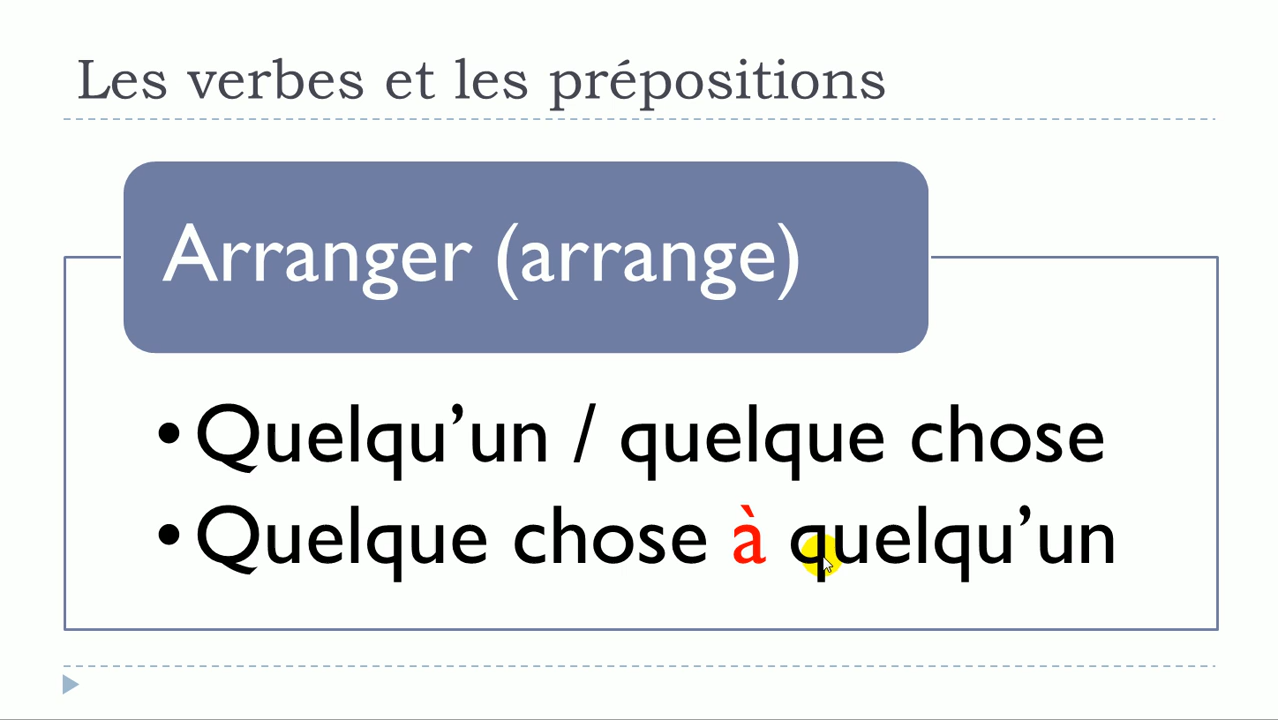 Les verbes et les prépositions
Arranger (arrange)
•Quelqu’un / quelque chose
•Quelque chose à quelqu’un